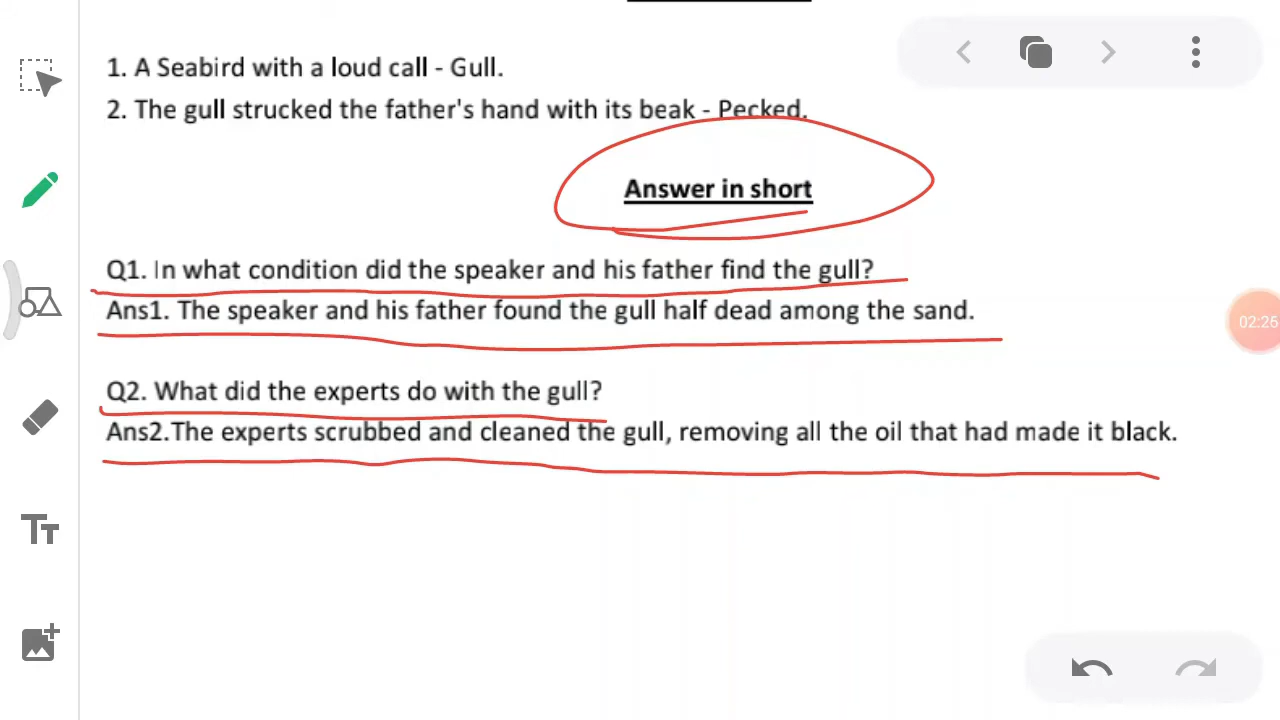 1. A Seabird with a loud call - Gull.
2. The gull strucked the father's hand with its beak - Pecked.
Answer in short
Q1. In what condition did the speaker and his father find the gull?
Ans1. The speaker and his father found the gull half dead among the sand.
Q2. What did the experts do with the gull?
Ans2.The experts scrubbed and cleaned the gull, removing all the oil that had made it black.
02:26
TT